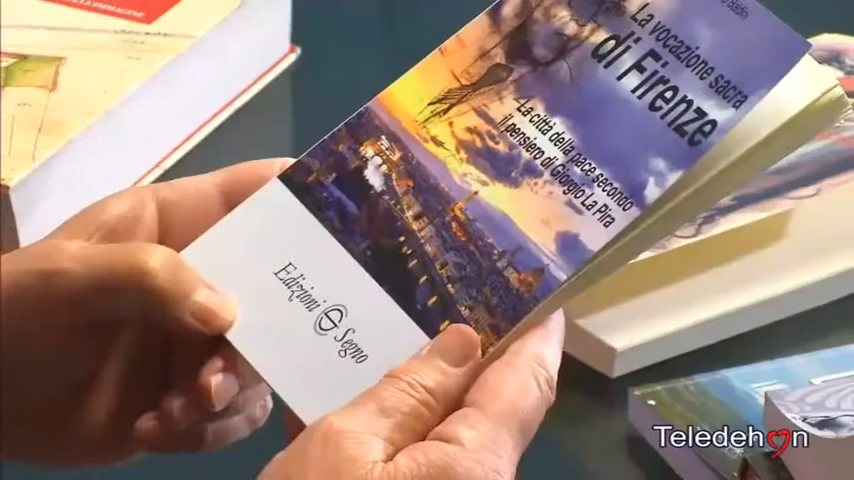 La vocazione sacra
di Firenze
La città della pace secondo
il pensiero di Giorgio La Pira
Edizioni Segno
Teledehon